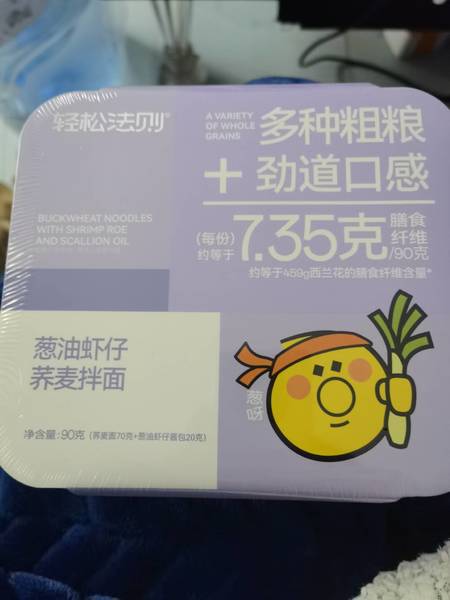 轻松法则®
A VARIETY
OF WHOLE
GRAINS
多种粗粮
+劲道口感
BUCKWHEAT NOODLES
WITH SHRIMP ROE
AND SCALLION OIL
(每份)
约等于
7.35克
膳食
纤维
/90克
约等于459g西兰花的膳食纤维含量*
葱油虾仔
荞麦拌面
葱
呀
净含量:90克 (荞麦面70克+葱油虾仔酱包20克)